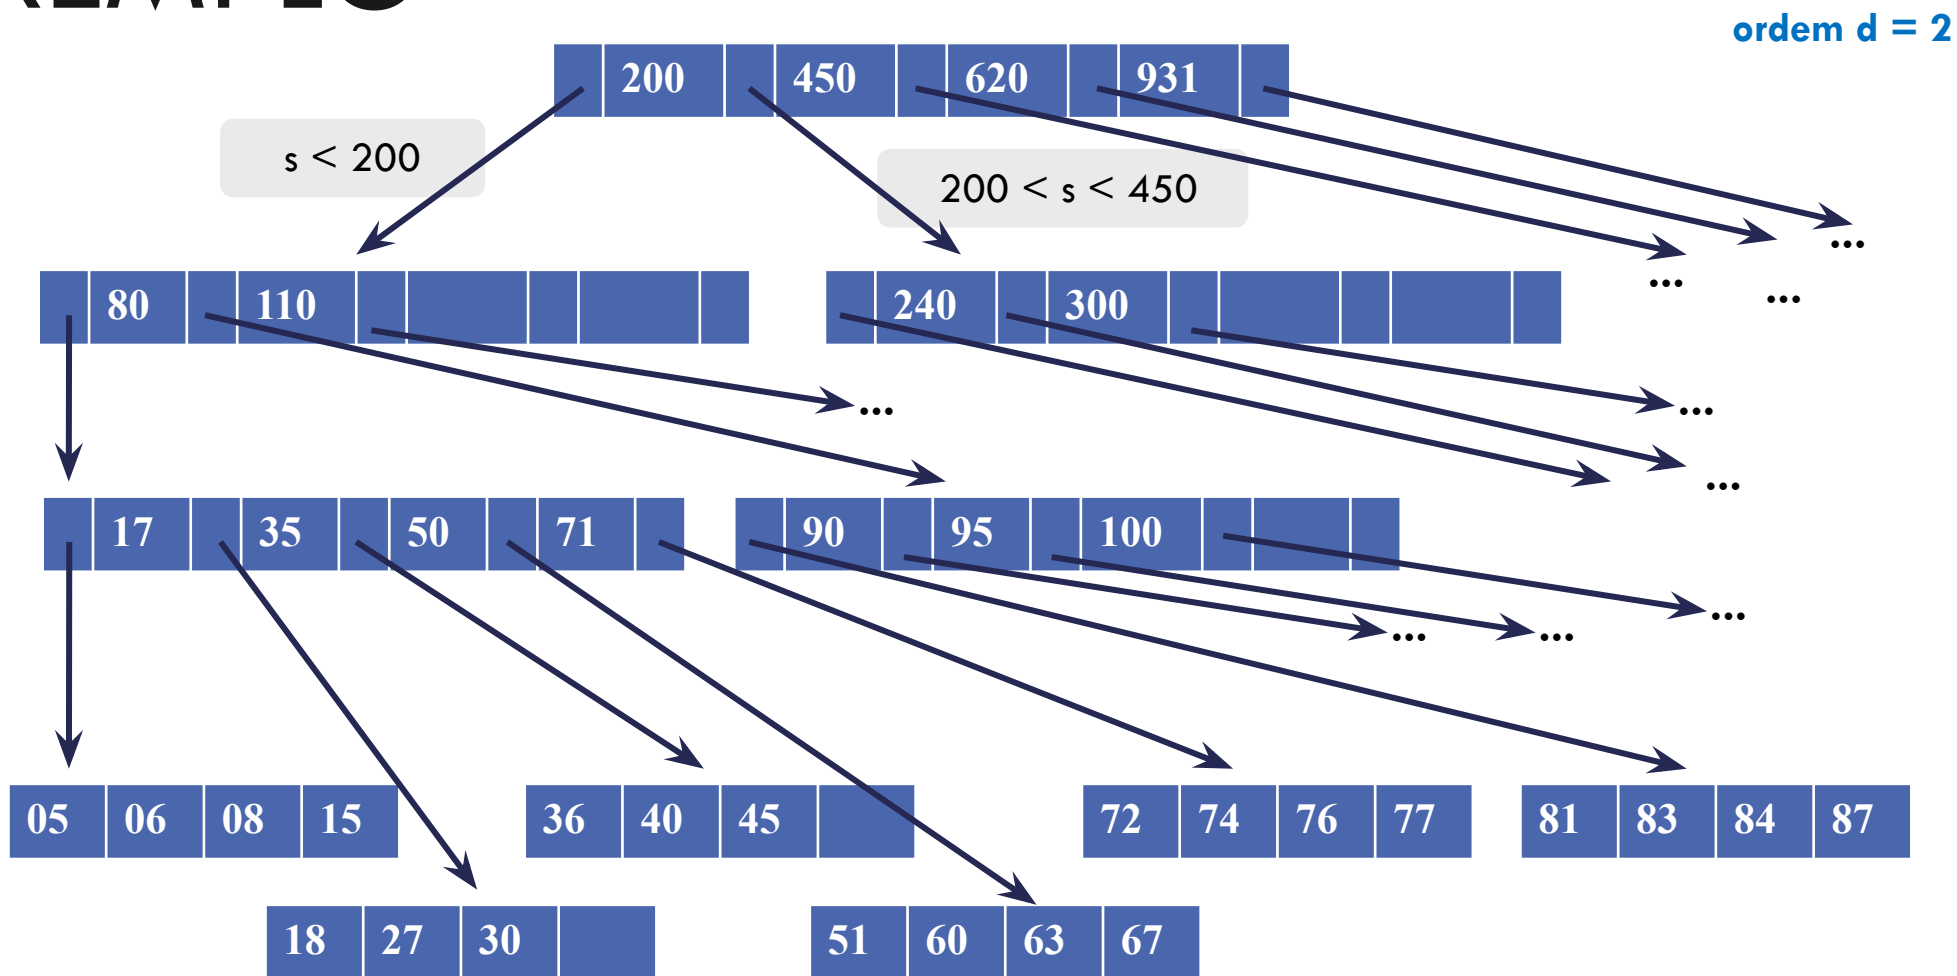 ordem d = 2
200 450 620 931
s < 200
200 < s < 450
...
... ...
80 110
240 300
... ...
...
17 35 50 71
90 95 100
...
... ...
05 06 08 15
36 40 45
72 74 76 77
81 83 84 87
18 27 30
51 60 63 67